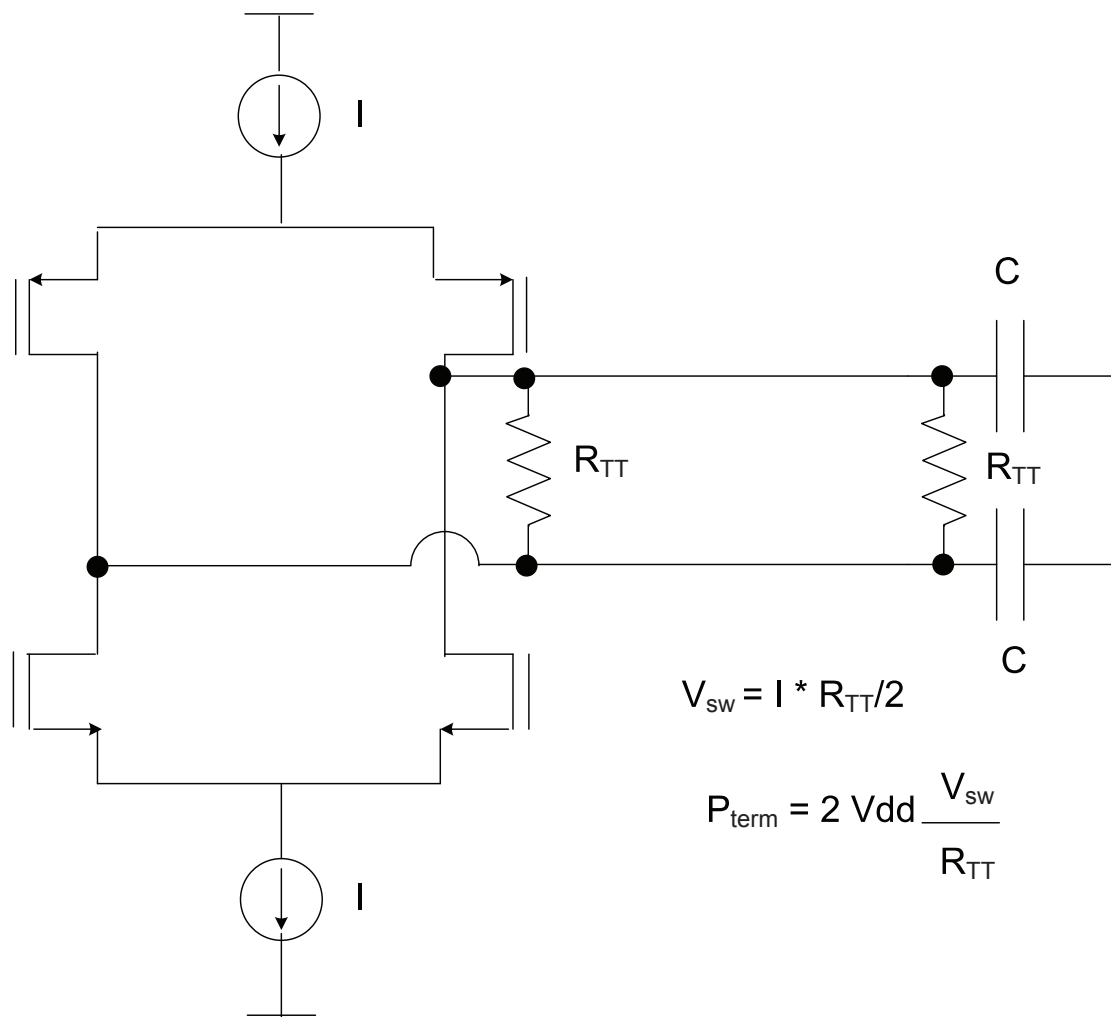 I
C
R_TT
R_TT
C
V_sw = I * R_TT/2
P_term = 2 Vdd V_sw / R_TT
I